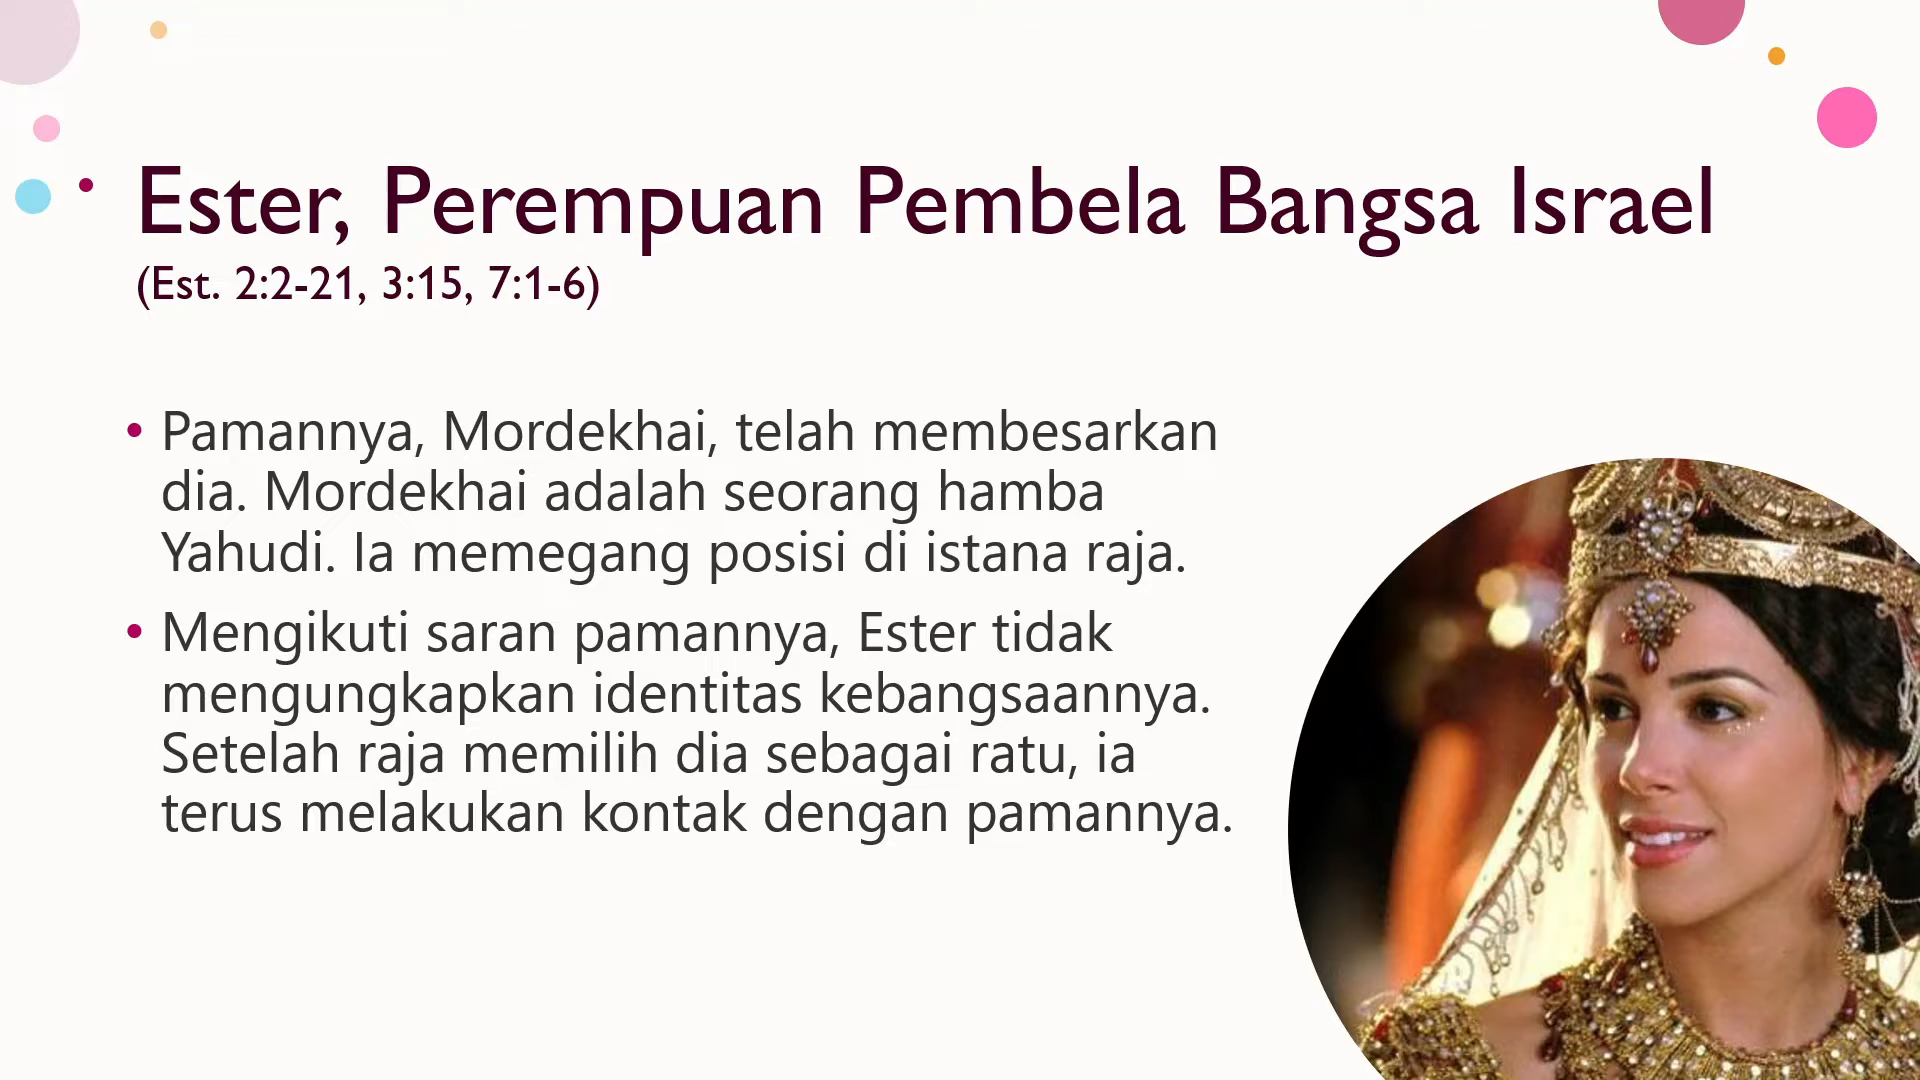 Ester, Perempuan Pembela Bangsa Israel
(Est. 2:2-21, 3:15, 7:1-6)
• Pamannya, Mordekhai, telah membesarkan
dia. Mordekhai adalah seorang hamba
Yahudi. Ia memegang posisi di istana raja.
• Mengikuti saran pamannya, Ester tidak
mengungkapkan identitas kebangsaannya.
Setelah raja memilih dia sebagai ratu, ia
terus melakukan kontak dengan pamannya.